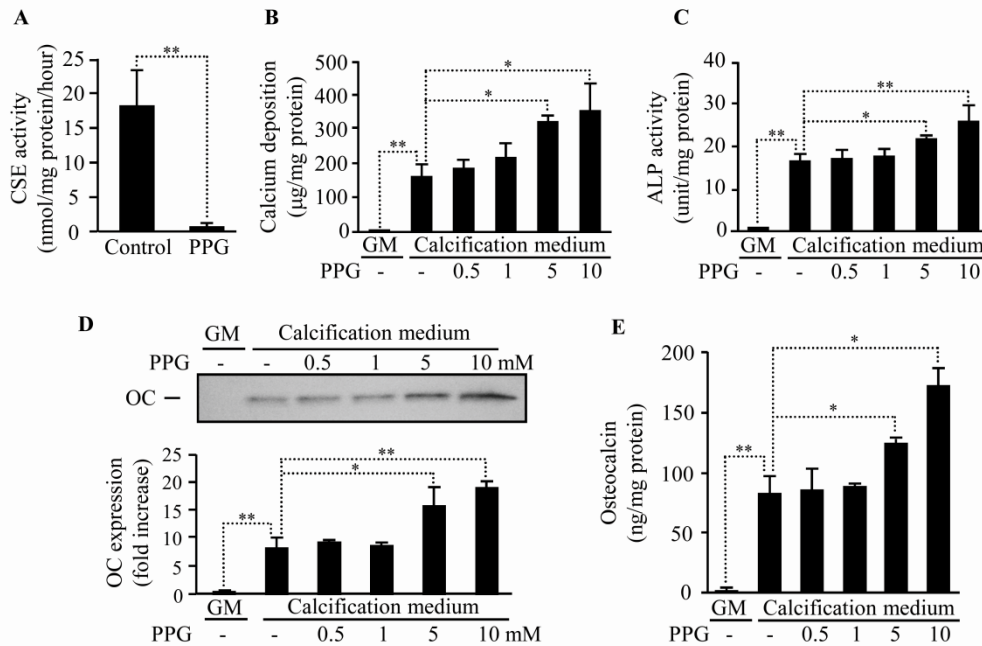 A
CSE activity
(nmol/mg protein/hour)
25
20
15
10
5
0
**
Control PPG
B
Calcium deposition
(µg/mg protein)
500
400
300
200
100
0
**
*
*
GM Calcification medium
PPG - - 0.5 1 5 10
C
ALP activity
(unit/mg protein)
40
30
20
10
0
**
*
**
GM Calcification medium
PPG - - 0.5 1 5 10
D
GM Calcification medium
PPG - - 0.5 1 5 10 mM
OC
OC expression
(fold increase)
25
20
15
10
5
0
**
*
**
GM Calcification medium
PPG - - 0.5 1 5 10 mM
E
Osteocalcin
(ng/mg protein)
200
150
100
50
0
**
*
*
GM Calcification medium
PPG - - 0.5 1 5 10